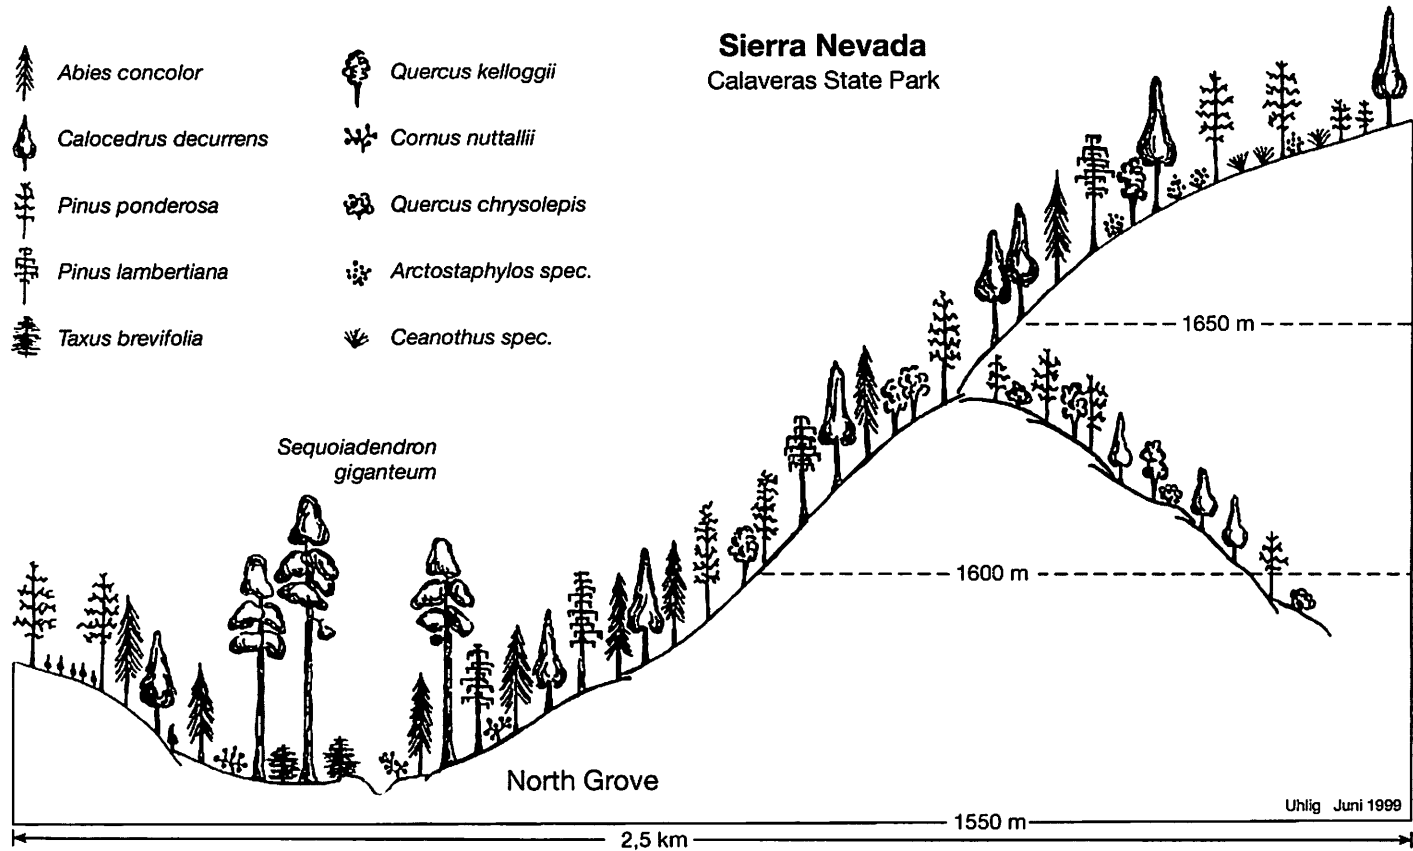 Sierra Nevada
Calaveras State Park
Abies concolor
Calocedrus decurrens
Pinus ponderosa
Pinus lambertiana
Taxus brevifolia
Quercus kelloggii
Cornus nuttallii
Quercus chrysolepis
Arctostaphylos spec.
Ceanothus spec.
Sequoiadendron
giganteum
1650 m
1600 m
North Grove
Uhlig Juni 1999
1550 m
2,5 km